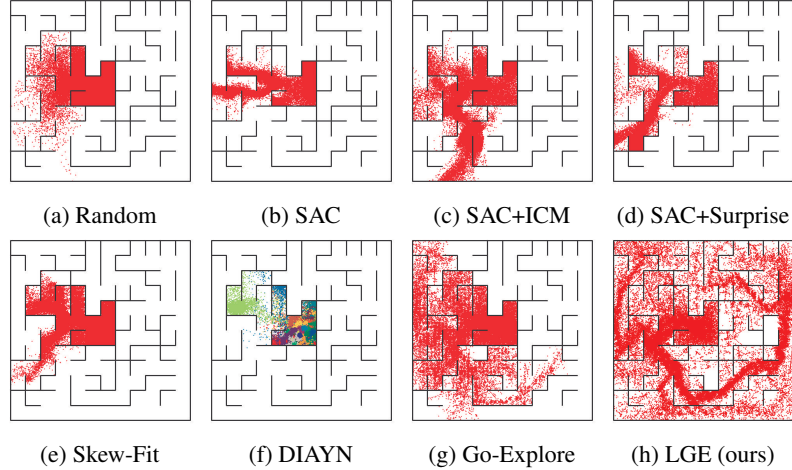 (a) Random
(b) SAC
(c) SAC+ICM
(d) SAC+Surprise
(e) Skew-Fit
(f) DIAYN
(g) Go-Explore
(h) LGE (ours)